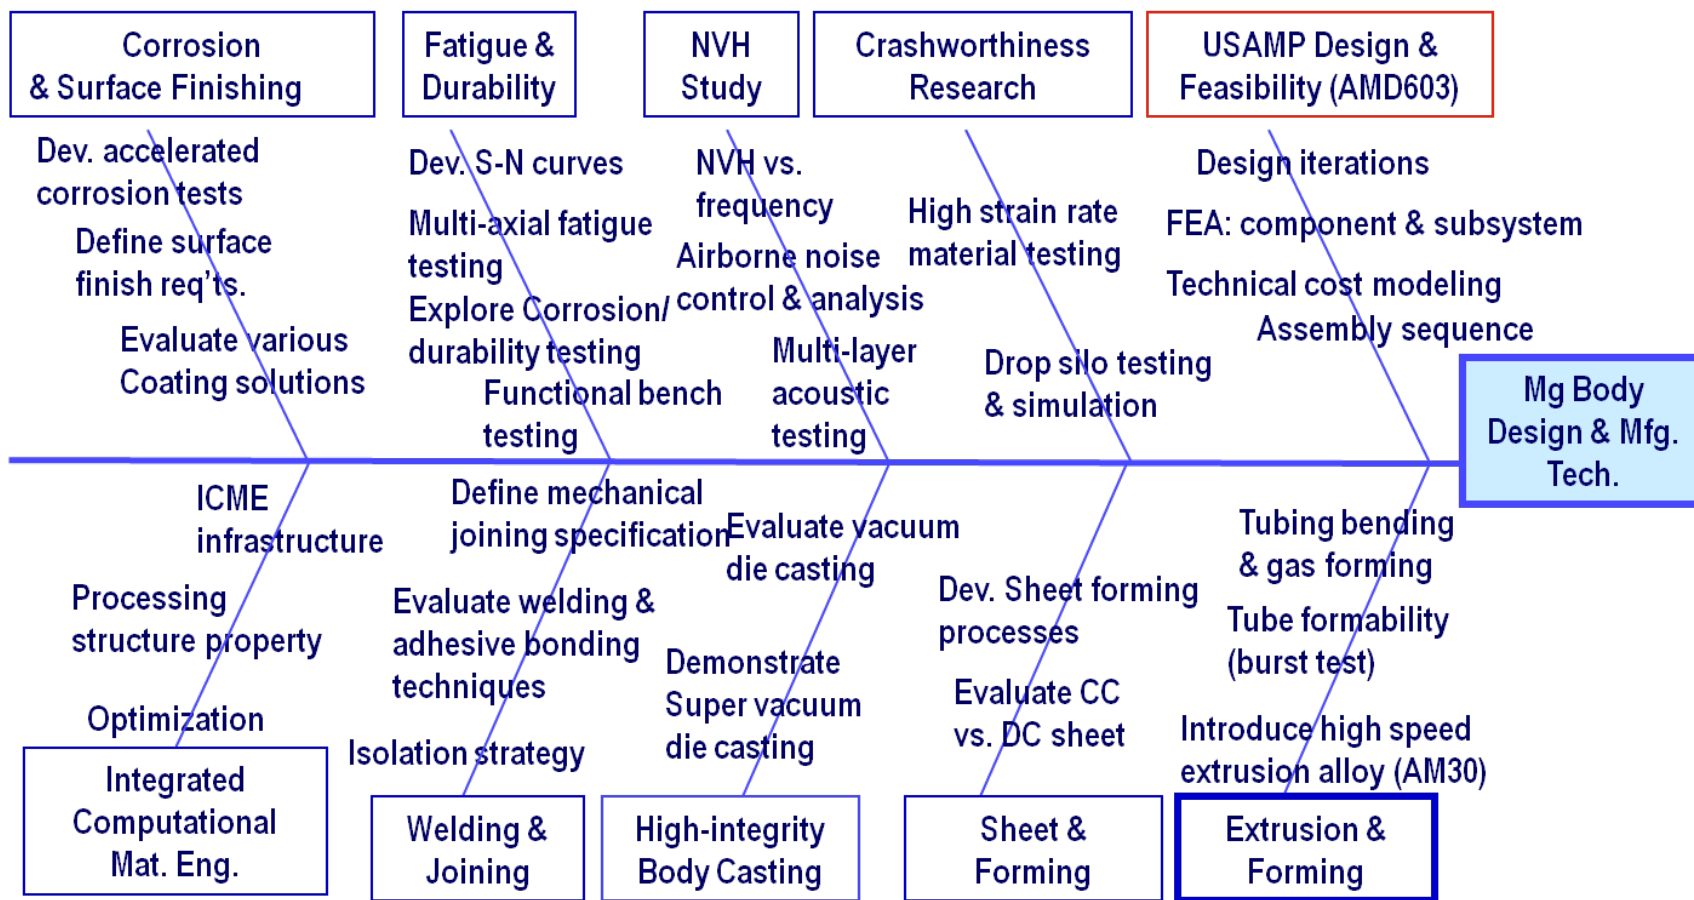 Corrosion
& Surface Finishing
Fatigue &
Durability
NVH
Study
Crashworthiness
Research
USAMP Design &
Feasibility (AMD603)
Dev. accelerated
corrosion tests
Define surface
finish req'ts.
Evaluate various
Coating solutions
Dev. S-N curves
Multi-axial fatigue
testing
Explore Corrosion/
durability testing
Functional bench
testing
NVH vs.
frequency
Airborne noise
control & analysis
Multi-layer
acoustic
testing
High strain rate
material testing
Drop silo testing
& simulation
Design iterations
FEA: component & subsystem
Technical cost modeling
Assembly sequence
Mg Body
Design & Mfg.
Tech.
ICME
infrastructure
Processing
structure property
Optimization
Define mechanical
joining specification
Evaluate welding &
adhesive bonding
techniques
Isolation strategy
Evaluate vacuum
die casting
Demonstrate
Super vacuum
die casting
Dev. Sheet forming
processes
Evaluate CC
vs. DC sheet
Tubing bending
& gas forming
Tube formability
(burst test)
Introduce high speed
extrusion alloy (AM30)
Integrated
Computational
Mat. Eng.
Welding &
Joining
High-integrity
Body Casting
Sheet &
Forming
Extrusion &
Forming